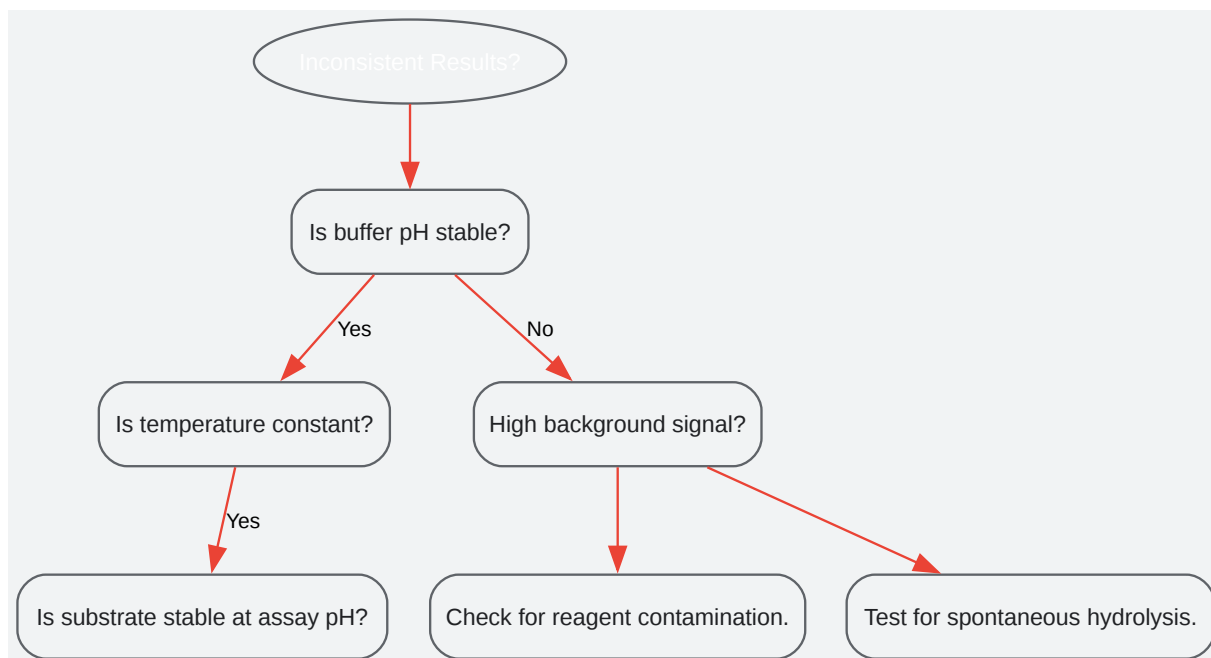 Inconsistent Results?
Is buffer pH stable?
Yes
No
Is temperature constant?
High background signal?
Yes
Is substrate stable at assay pH?
Check for reagent contamination.
Test for spontaneous hydrolysis.